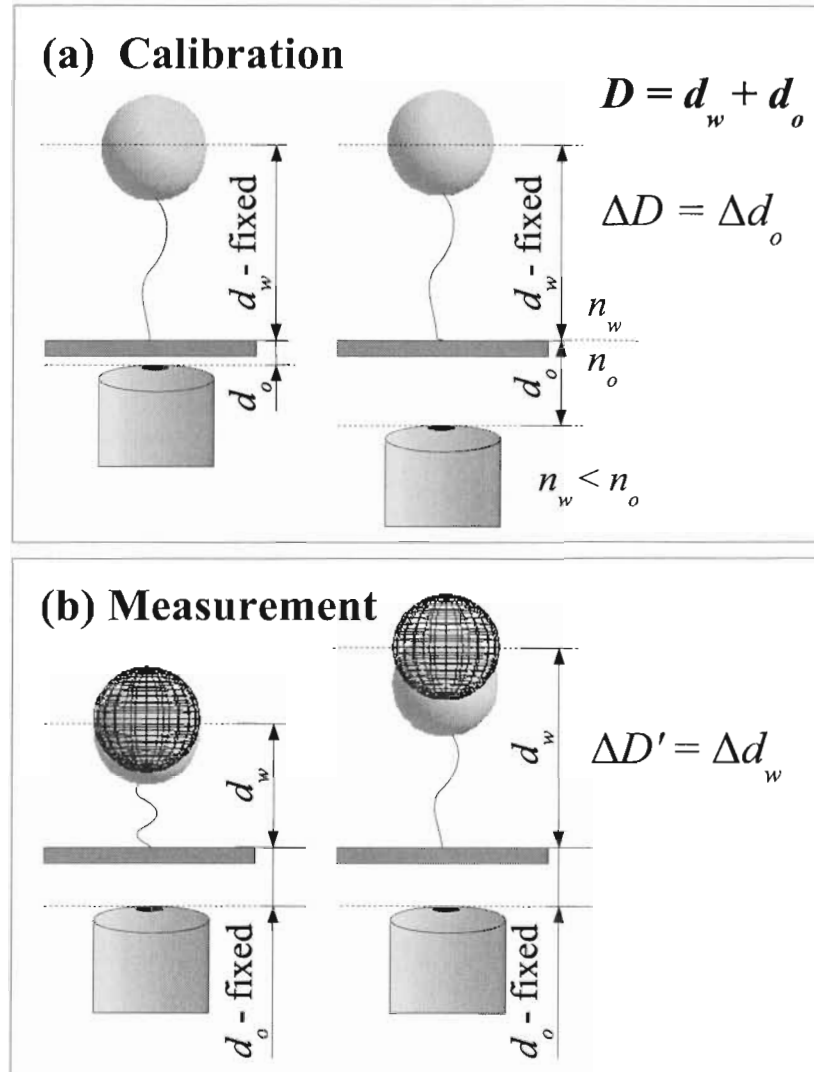 (a) Calibration
D = d_w + d_o
ΔD = Δd_o
d_w - fixed
d_w - fixed
n_w
n_o
d_o
d_o
n_w < n_o
(b) Measurement
d_w
d_w
ΔD' = Δd_w
d_o - fixed
d_o - fixed